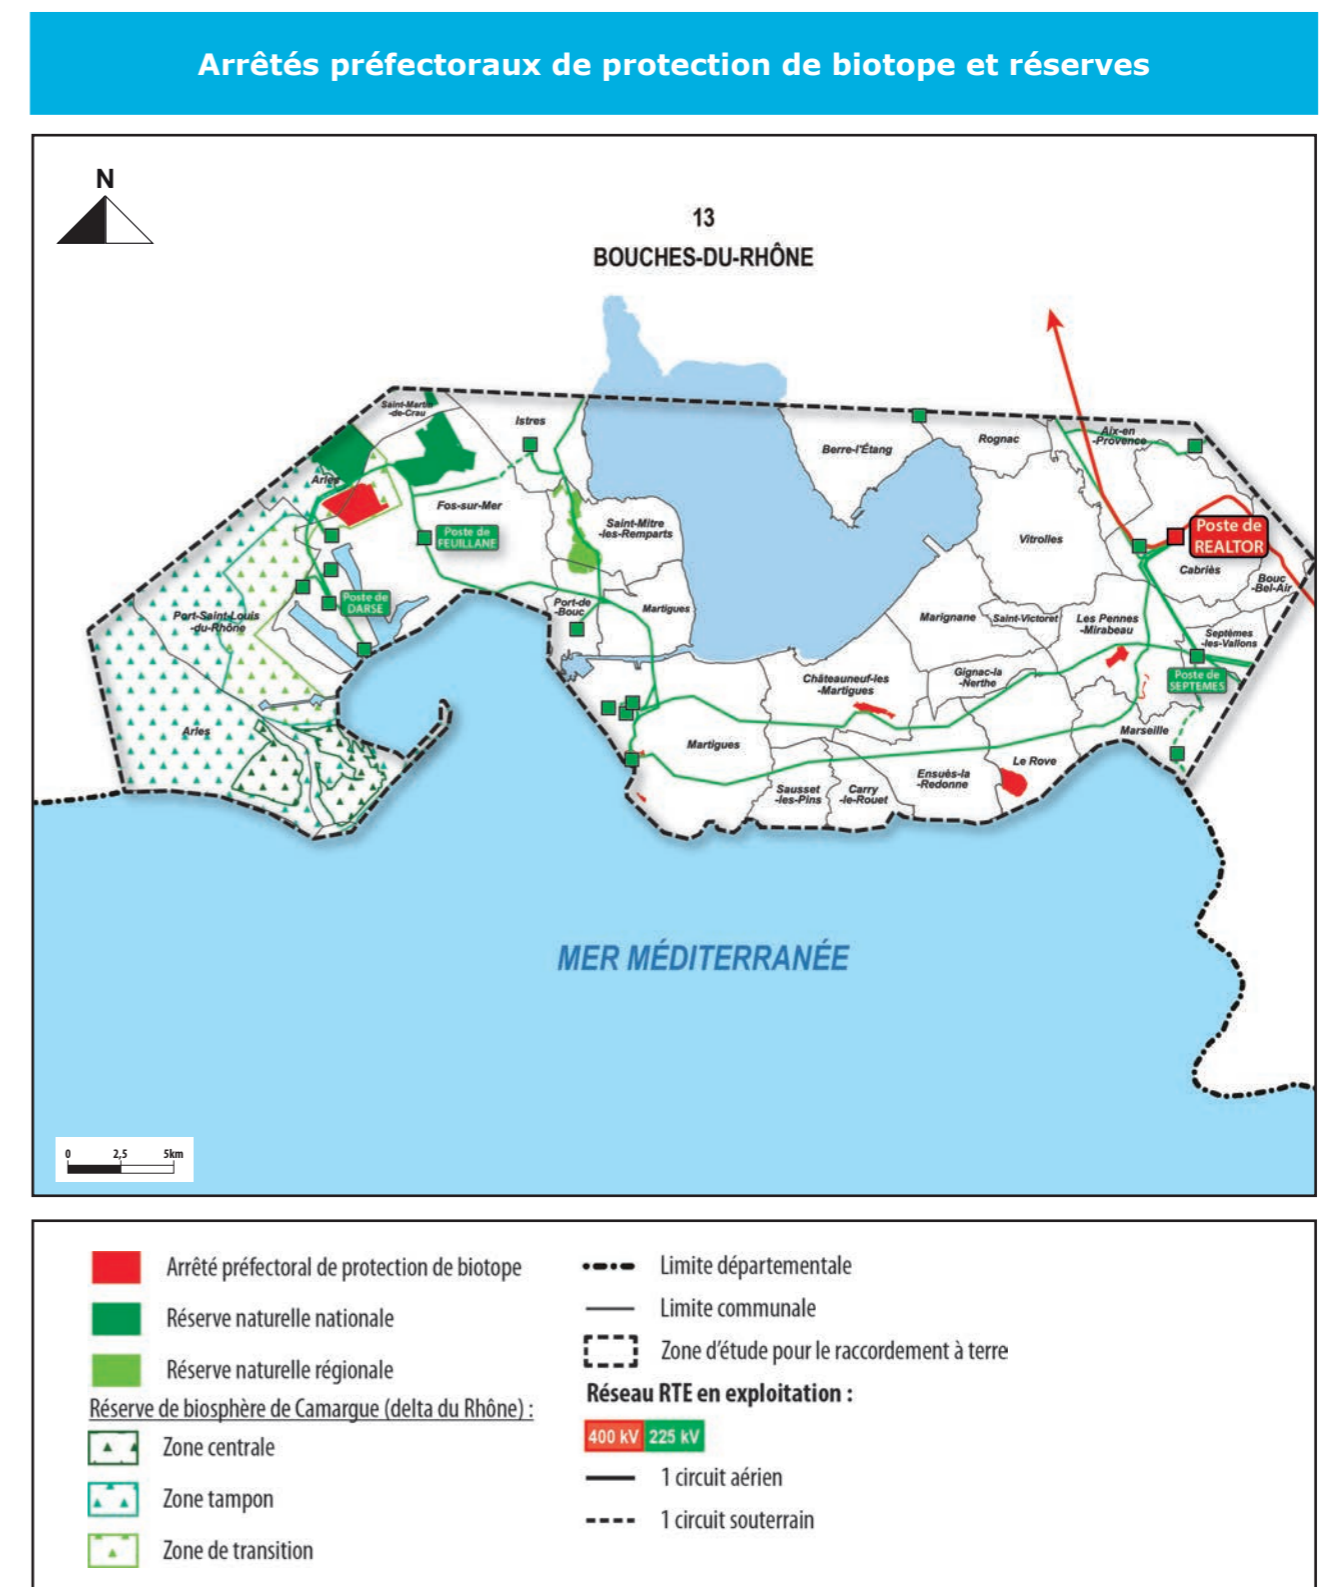 Arrêtés préfectoraux de protection de biotope et réserves
N
13
BOUCHES-DU-RHÔNE
Saint-Martin
-de-Crau
Istres
Berre-l'Étang
Rognac
Aix-en
-Provence
Arles
Fos-sur-Mer
Poste de
FEUILLANE
Saint-Mitre
-les-Remparts
Vitrolles
Poste de
REALTOR
Cabriès
Bouc
-Bel-Air
Poste de
DARSE
Port-Saint-Louis
-du-Rhône
Port-de
-Bouc
Martigues
Marignane
Saint-Victoret
Les Pennes
-Mirabeau
Septèmes
-les-Vallons
Châteauneuf-les
-Martigues
Gignac-la
-Nerthe
Poste de
SEPTEMES
Arles
Martigues
Marseille
Le Rove
Ensuès-la
-Redonne
Sausset
-les-Pins
Carry
-le-Rouet
MER MÉDITERRANÉE
0 2,5 5km
Arrêté préfectoral de protection de biotope
Réserve naturelle nationale
Réserve naturelle régionale
Réserve de biosphère de Camargue (delta du Rhône) :
Zone centrale
Zone tampon
Zone de transition
Limite départementale
Limite communale
Zone d'étude pour le raccordement à terre
Réseau RTE en exploitation :
400 kV 225 kV
1 circuit aérien
1 circuit souterrain